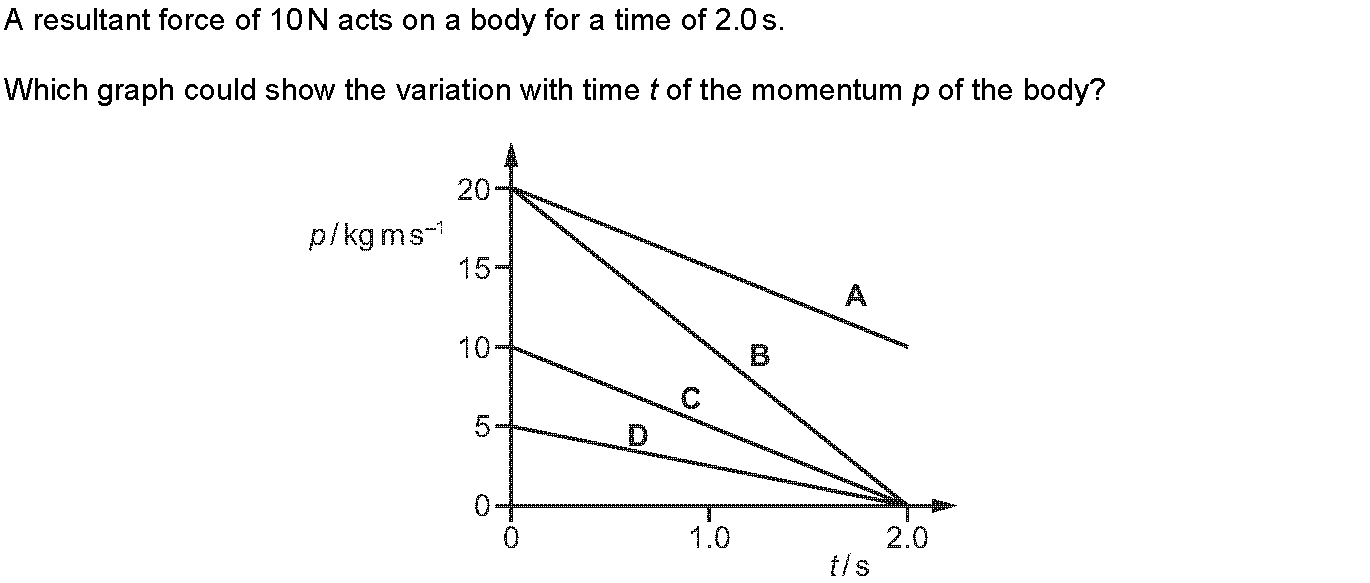 A resultant force of 10 N acts on a body for a time of 2.0 s.
Which graph could show the variation with time t of the momentum p of the body?
20
p / kg m s⁻¹
15
A
10
B
C
5
D
0
0
1.0
2.0
t / s